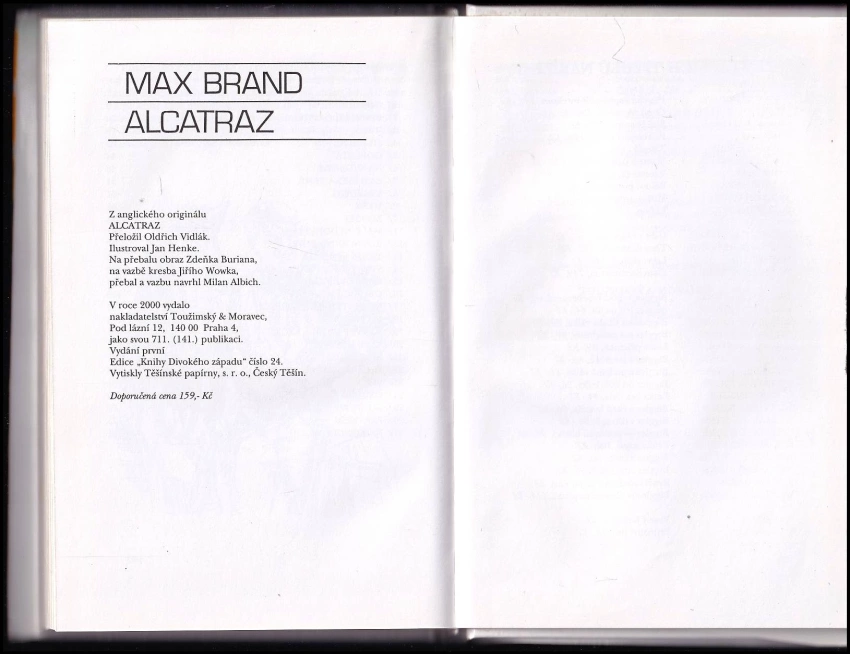 MAX BRAND
ALCATRAZ
Z anglického originálu
ALCATRAZ
Přeložil Oldřich Vidlák.
Ilustroval Jan Henke.
Na přebalu obraz Zdeňka Buriana,
na vazbě kresba Jiřího Wowka,
přebal a vazbu navrhl Milan Albich.
V roce 2000 vydalo
nakladatelství Toužimský & Moravec,
Pod lázní 12, 140 00 Praha 4,
jako svou 711. (141.) publikaci.
Vydání první
Edice „Knihy Divokého západu“ číslo 24.
Vytiskly Těšínské papírny, s. r. o., Český Těšín.
Doporučená cena 159,- Kč